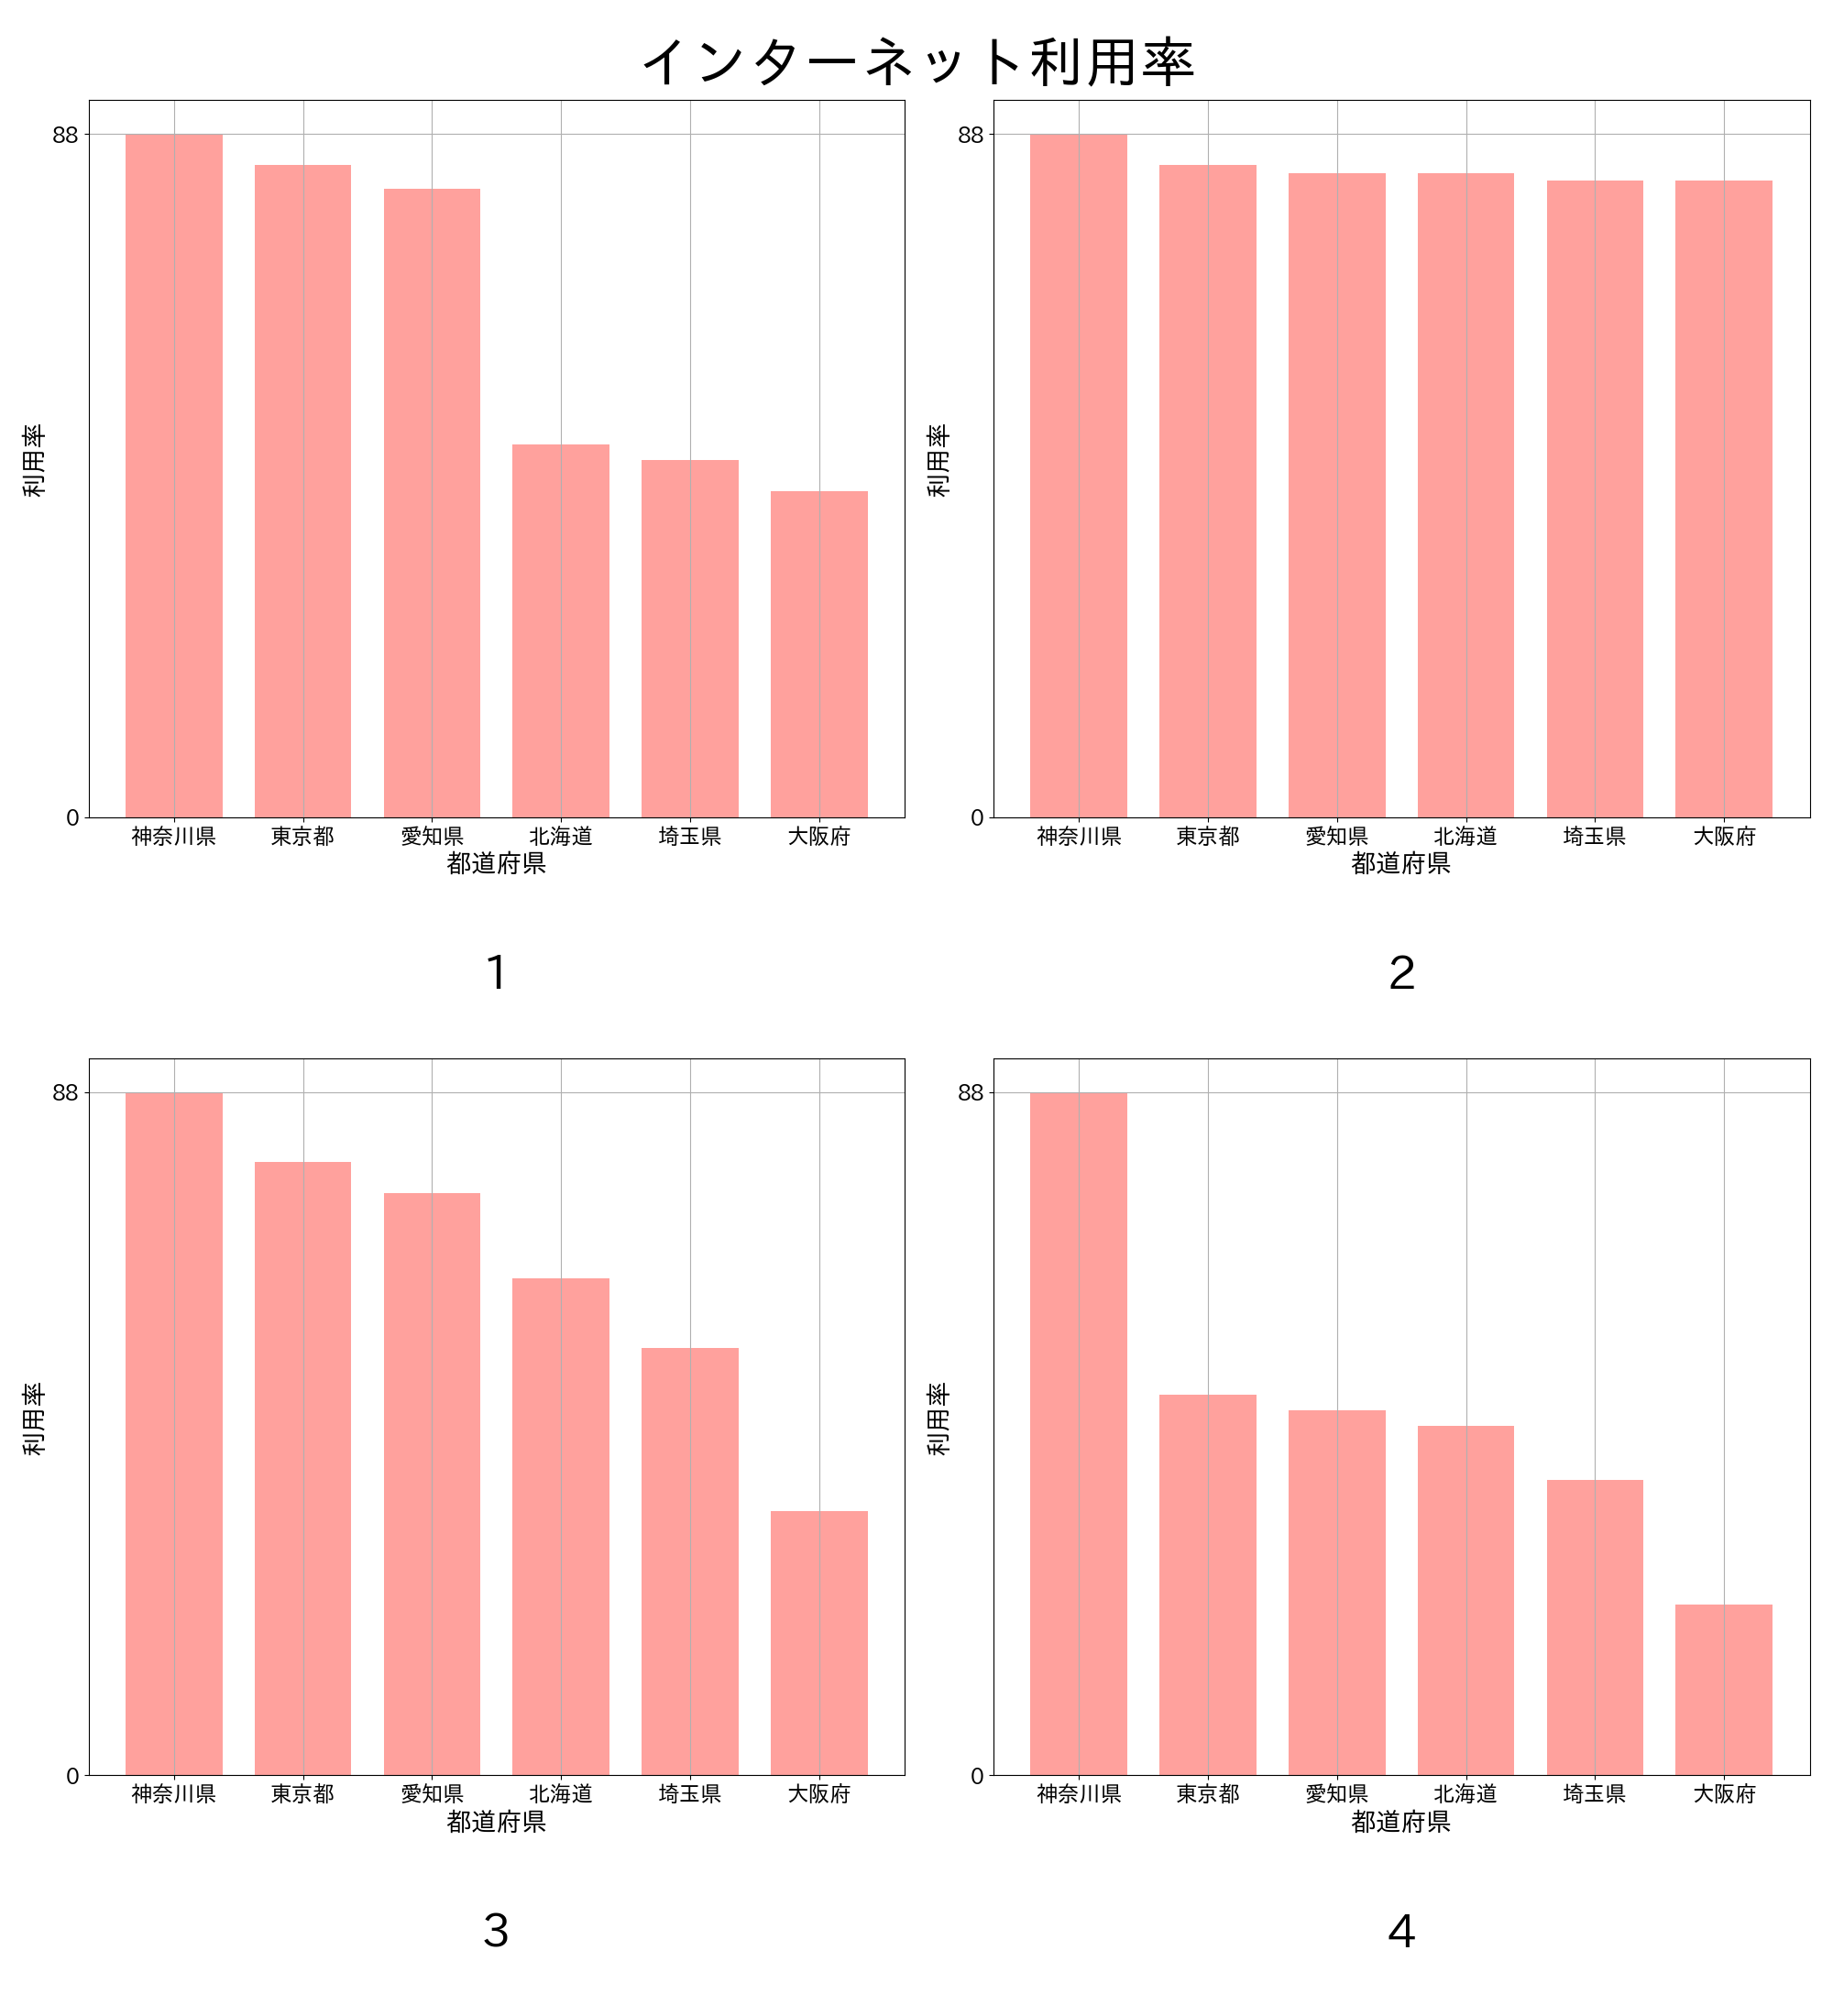 インターネット利用率
88
0
利用率
神奈川県 東京都 愛知県 北海道 埼玉県 大阪府
都道府県
1
88
0
利用率
神奈川県 東京都 愛知県 北海道 埼玉県 大阪府
都道府県
2
88
0
利用率
神奈川県 東京都 愛知県 北海道 埼玉県 大阪府
都道府県
3
88
0
利用率
神奈川県 東京都 愛知県 北海道 埼玉県 大阪府
都道府県
4